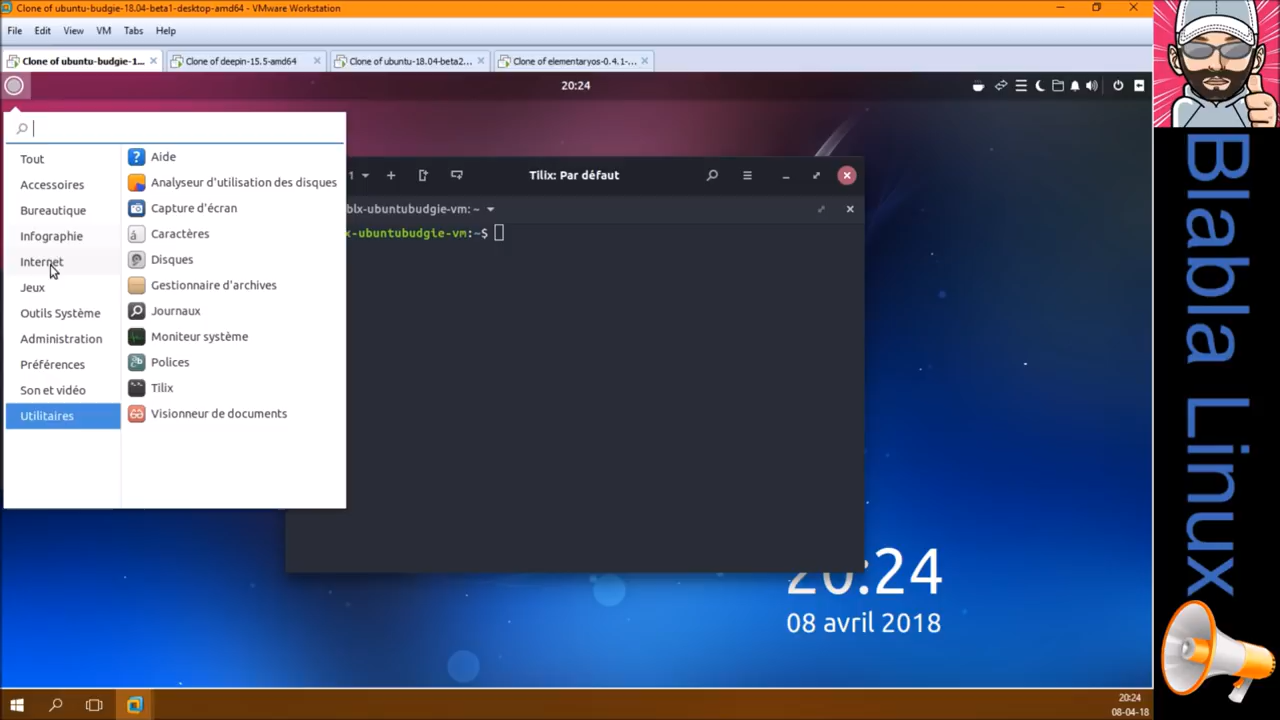 Clone of ubuntu-budgie-18.04-beta1-desktop-amd64 - VMware Workstation
File Edit View VM Tabs Help
Clone of ubuntu-budgie-1... Clone of deepin-15.5-amd64 Clone of ubuntu-18.04-beta2... Clone of elementaryos-0.4.1-...
20:24
Tout
Accessoires
Bureautique
Infographie
Internet
Jeux
Outils Système
Administration
Préférences
Son et vidéo
Utilitaires
Aide
Analyseur d'utilisation des disques
Capture d'écran
Caractères
Disques
Gestionnaire d'archives
Journaux
Moniteur système
Polices
Tilix
Visionneur de documents
1 Tilix: Par défaut
blx-ubuntubudgie-vm: ~
x-ubuntubudgie-vm:~$
20:24
08 avril 2018
20:24
08-04-18
Blabla Linux